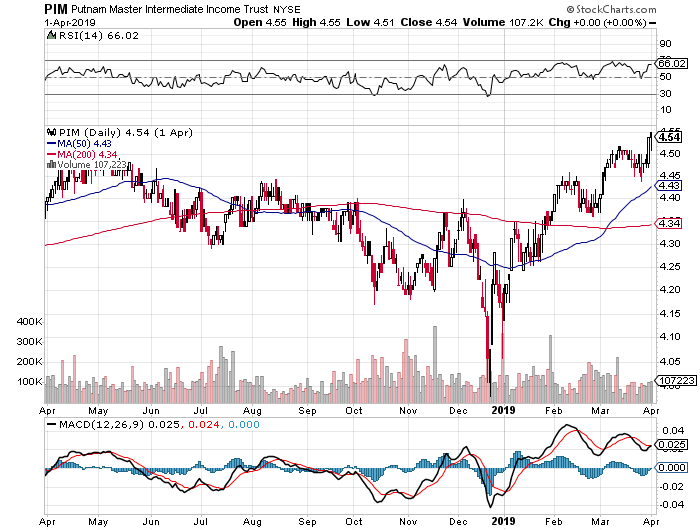 PIM Putnam Master Intermediate Income Trust NYSE © StockCharts.com
1-Apr-2019 Open 4.55 High 4.55 Low 4.51 Close 4.54 Volume 107.2K Chg +0.00 (+0.00%)
RSI(14) 66.02
90
66.02
50
30
10
PIM (Daily) 4.54 (1 Apr)
MA(50) 4.43
MA(200) 4.34
Volume 107,223
4.54
4.50
4.45
4.43
4.40
4.34
4.30
4.25
4.20
4.15
4.10
4.05
400K
300K
200K
100K
107223
Apr May Jun Jul Aug Sep Oct Nov Dec 2019 Feb Mar Apr
MACD(12,26,9) 0.025, 0.024, 0.000
0.04
0.025
0.000
-0.02
-0.04
Apr May Jun Jul Aug Sep Oct Nov Dec 2019 Feb Mar Apr